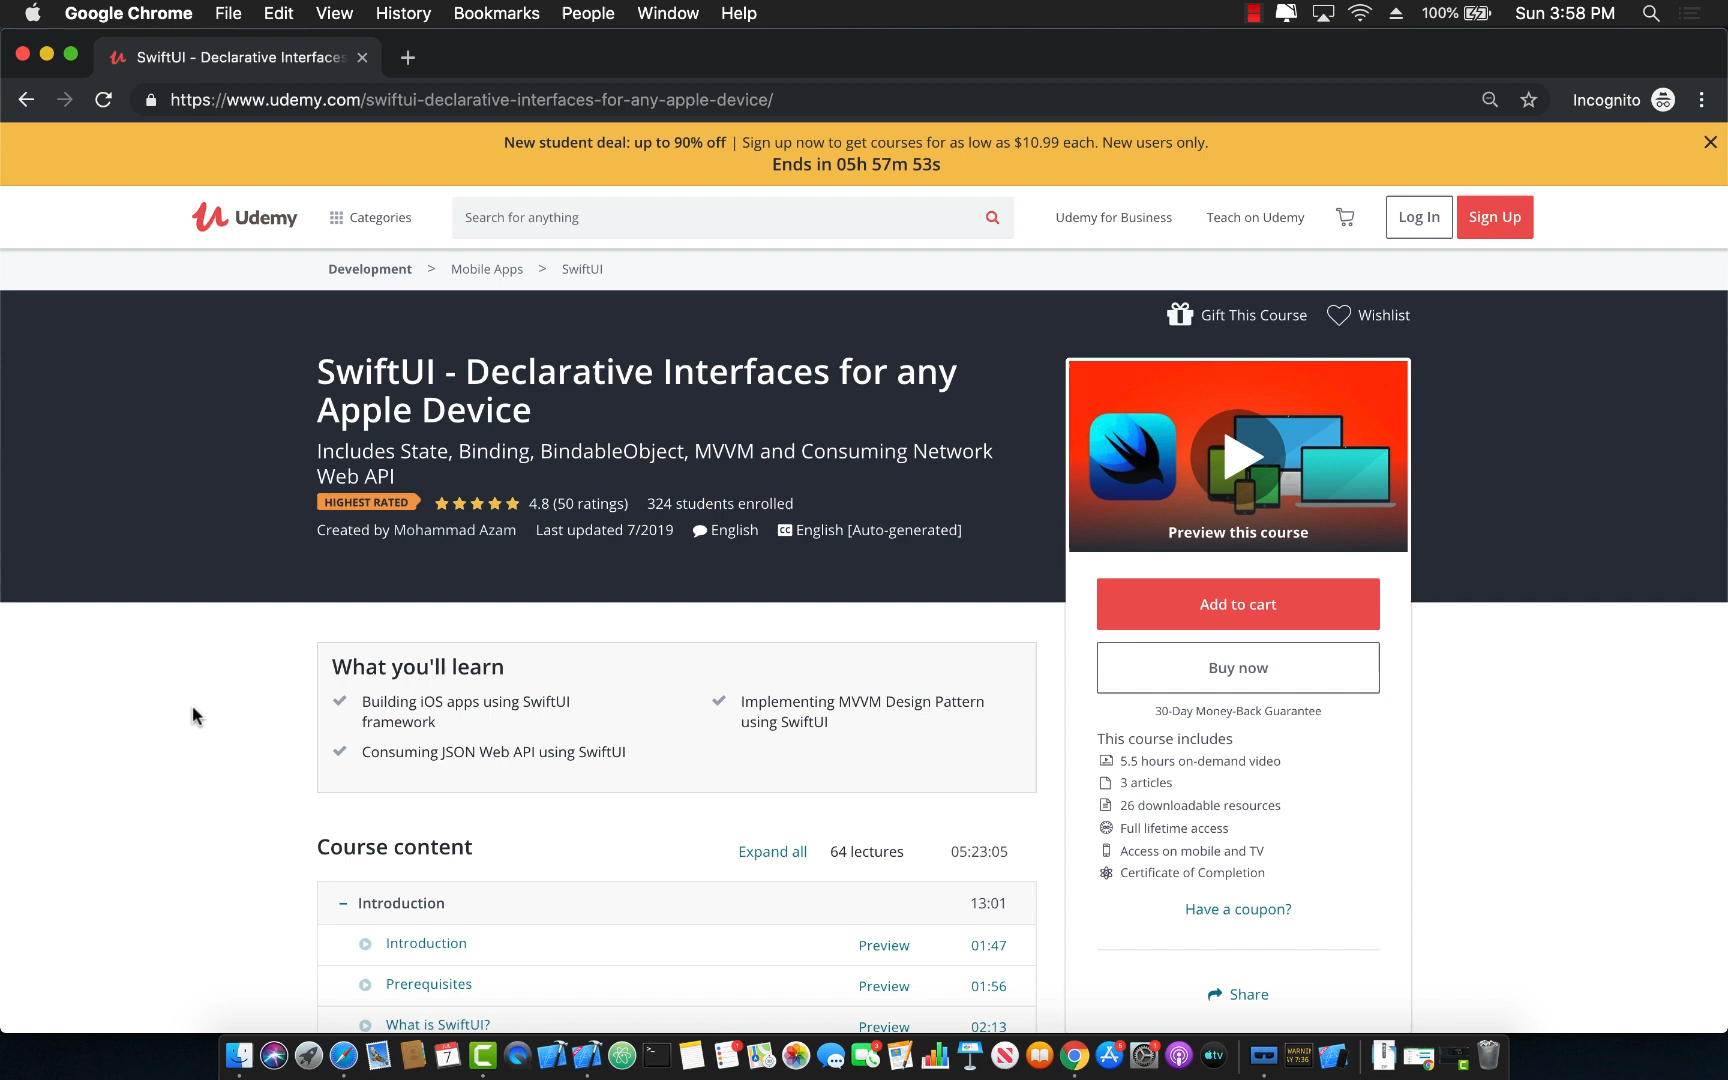 Google Chrome File Edit View History Bookmarks People Window Help 100% Sun 3:58 PM
SwiftUI - Declarative Interfaces
https://www.udemy.com/swiftui-declarative-interfaces-for-any-apple-device/ Incognito
New student deal: up to 90% off | Sign up now to get courses for as low as $10.99 each. New users only.
Ends in 05h 57m 53s
Udemy Categories Search for anything Udemy for Business Teach on Udemy Log In Sign Up
Development > Mobile Apps > SwiftUI
Gift This Course Wishlist
SwiftUI - Declarative Interfaces for any
Apple Device
Includes State, Binding, BindableObject, MVVM and Consuming Network
Web API
HIGHEST RATED 4.8 (50 ratings) 324 students enrolled
Created by Mohammad Azam Last updated 7/2019 English CC English [Auto-generated]
Preview this course
Add to cart
Buy now
30-Day Money-Back Guarantee
This course includes
5.5 hours on-demand video
3 articles
26 downloadable resources
Full lifetime access
Access on mobile and TV
Certificate of Completion
Have a coupon?
Share
What you'll learn
Building iOS apps using SwiftUI
framework
Implementing MVVM Design Pattern
using SwiftUI
Consuming JSON Web API using SwiftUI
Course content Expand all 64 lectures 05:23:05
Introduction 13:01
Introduction Preview 01:47
Prerequisites Preview 01:56
What is SwiftUI? Preview 02:13
7 1 3 6 1 tv